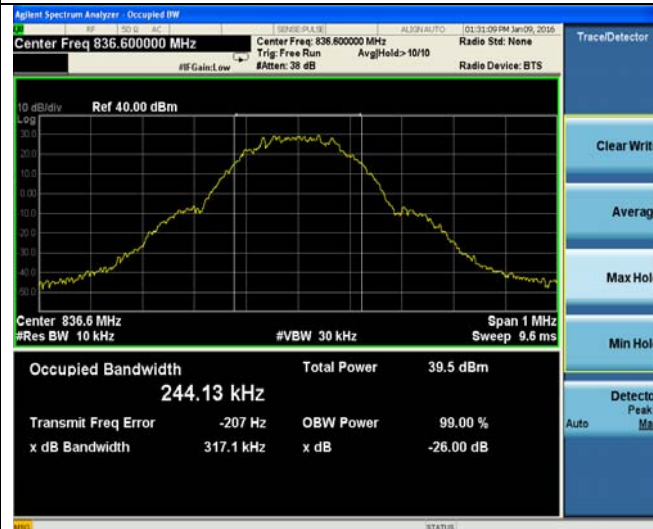 Agilent Spectrum Analyzer - Occupied BW
RF 50 Ω AC SENSE:PULSE ALIGN AUTO 01:31:09 PM Jan 09, 2016
Center Freq 836.600000 MHz
Center Freq: 836.600000 MHz
Radio Std: None
Trig: Free Run Avg|Hold>10/10
#IFGain:Low #Atten: 38 dB Radio Device: BTS
10 dB/div Ref 40.00 dBm
Log
30.0
20.0
10.0
0.00
10.0
20.0
30.0
40.0
50.0
Center 836.6 MHz Span 1 MHz
#Res BW 10 kHz #VBW 30 kHz Sweep 9.6 ms
Occupied Bandwidth Total Power 39.5 dBm
244.13 kHz
Transmit Freq Error -207 Hz OBW Power 99.00 %
x dB Bandwidth 317.1 kHz x dB -26.00 dB
MSG STATUS
Trace/Detector
Clear Writ
Averag
Max Hol
Min Hol
Detecto
Peak
Auto Ma